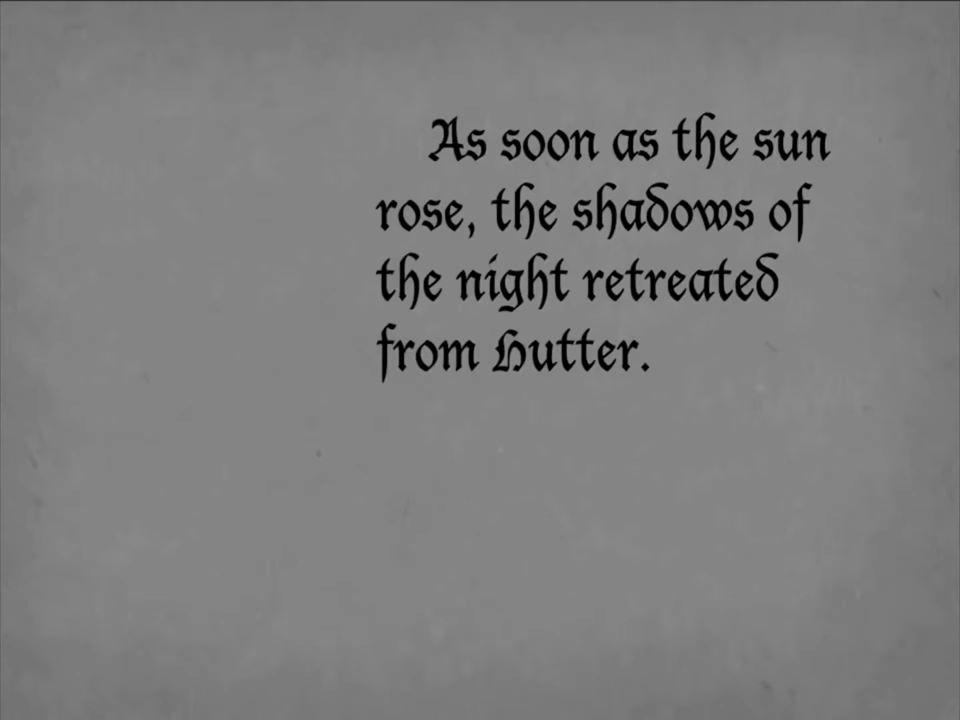 As soon as the sun
rose, the shadows of
the night retreated
from Hutter.